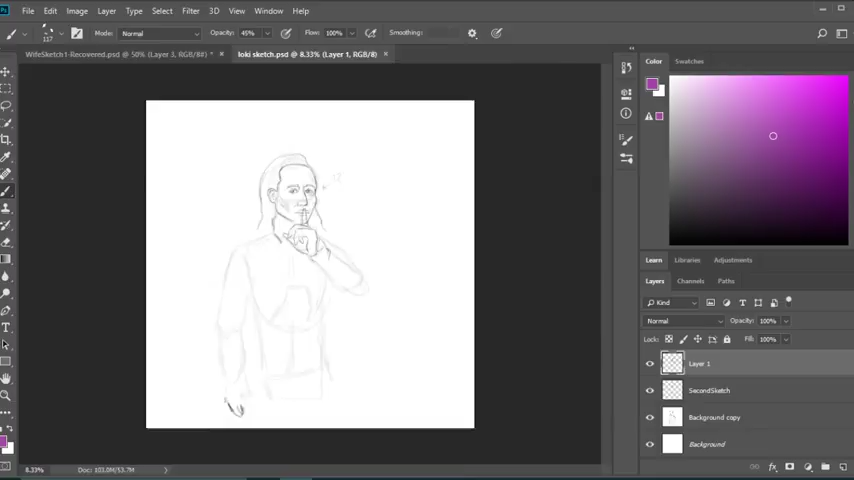 Ps File Edit Image Layer Type Select Filter 3D View Window Help
117 Mode: Normal Opacity: 45% Flow: 100% Smoothing:
WifeSketch1-Recovered.psd @ 50% (Layer 3, RGB/8#) * × loki sketch.psd @ 8.33% (Layer 1, RGB/8) ×
Color Swatches
Learn Libraries Adjustments
Layers Channels Paths
Kind
Normal Opacity: 100%
Lock: Fill: 100%
Layer 1
SecondSketch
Background copy
Background
8.33% Doc: 103.0M/53.7M